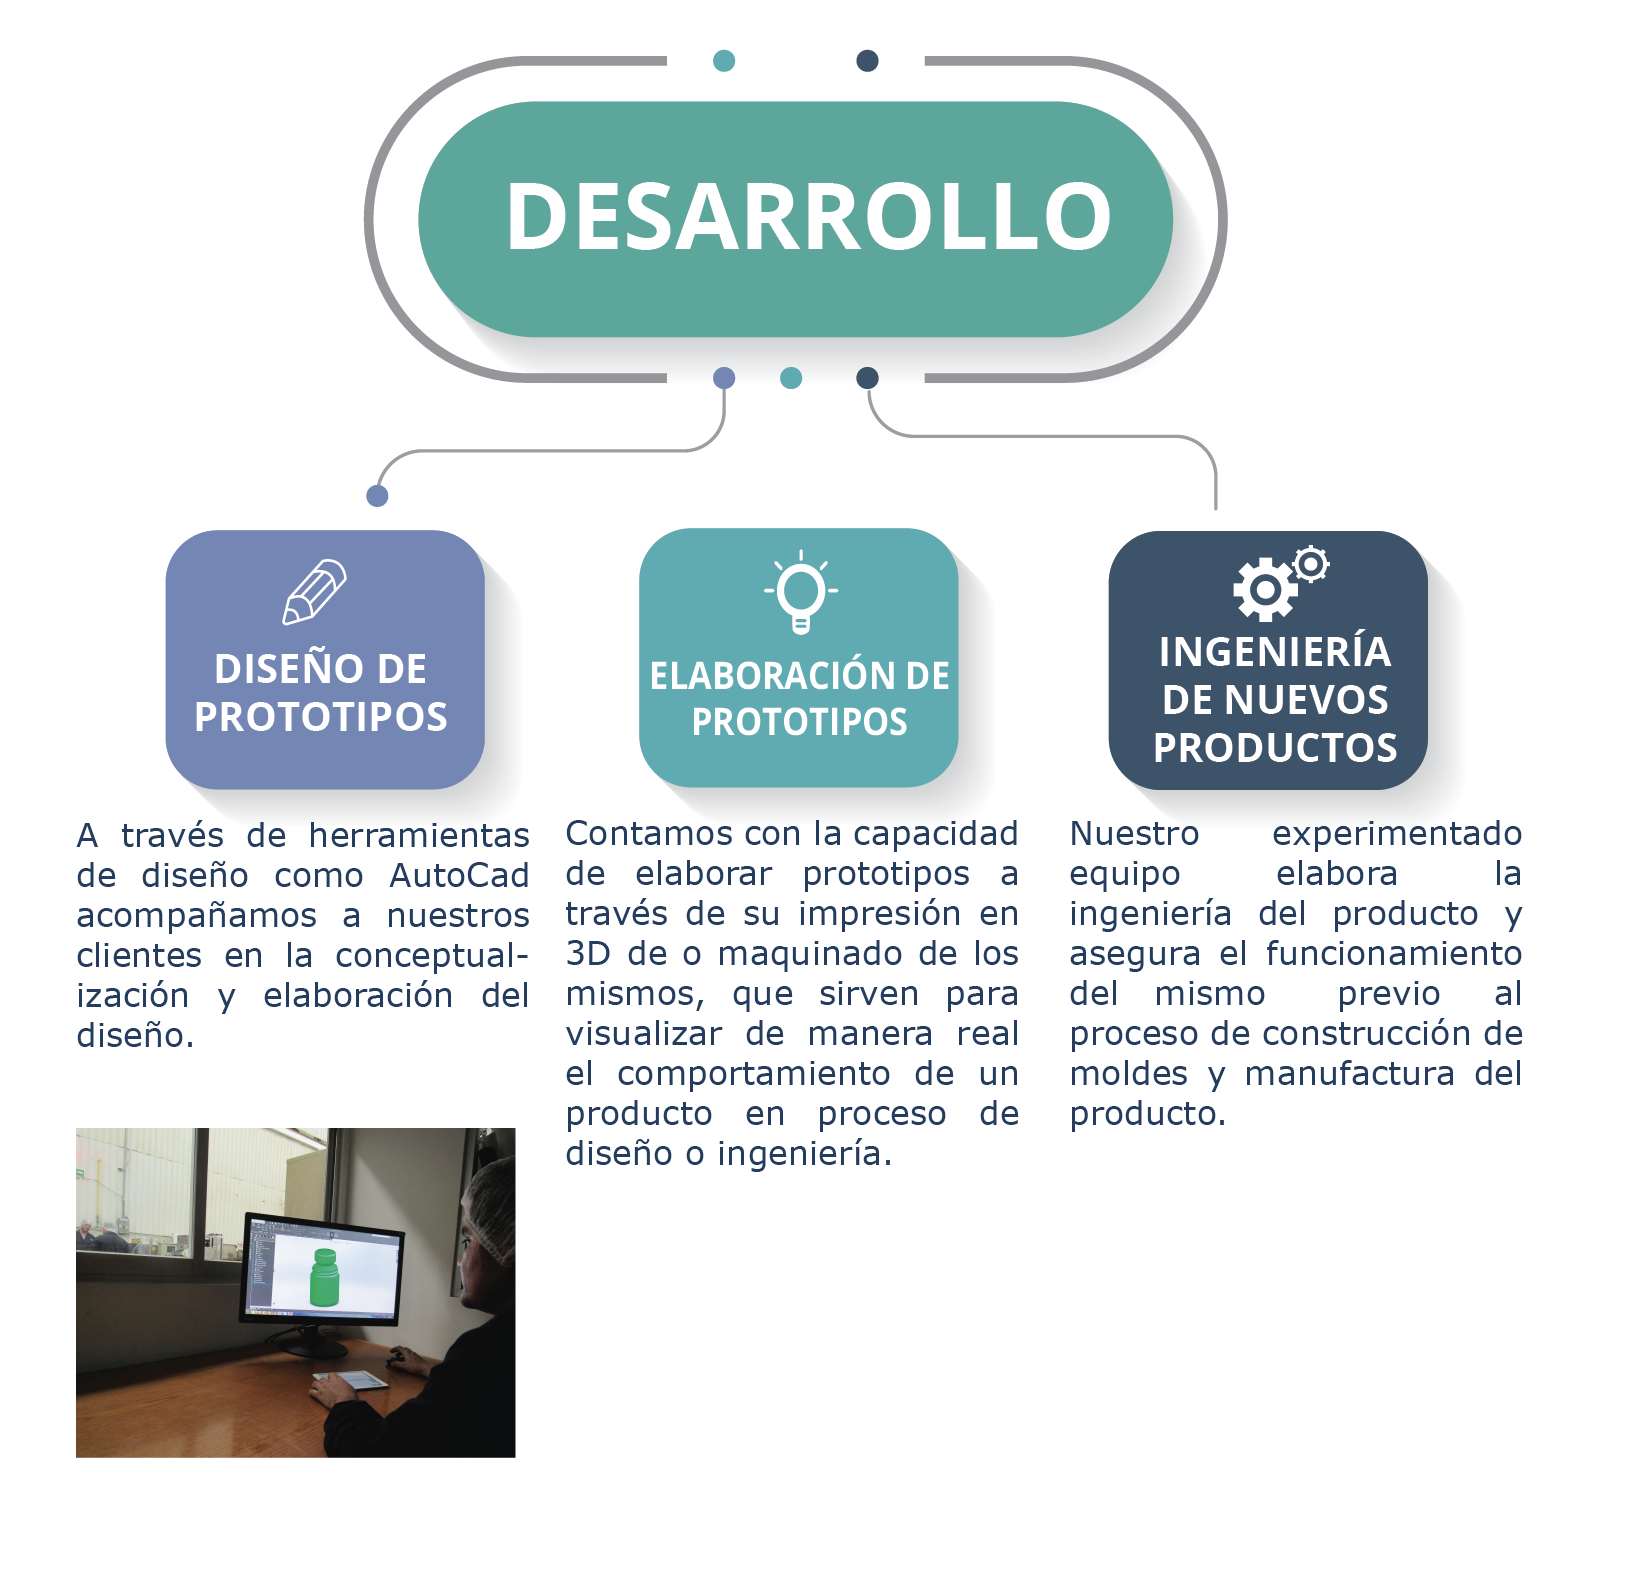 DESARROLLO
DISEÑO DE
PROTOTIPOS
A través de herramientas
de diseño como AutoCad
acompañamos a nuestros
clientes en la conceptual-
ización y elaboración del
diseño.
ELABORACIÓN DE
PROTOTIPOS
Contamos con la capacidad
de elaborar prototipos a
través de su impresión en
3D de o maquinado de los
mismos, que sirven para
visualizar de manera real
el comportamiento de un
producto en proceso de
diseño o ingeniería.
INGENIERÍA
DE NUEVOS
PRODUCTOS
Nuestro experimentado
equipo elabora la
ingeniería del producto y
asegura el funcionamiento
del mismo previo al
proceso de construcción de
moldes y manufactura del
producto.